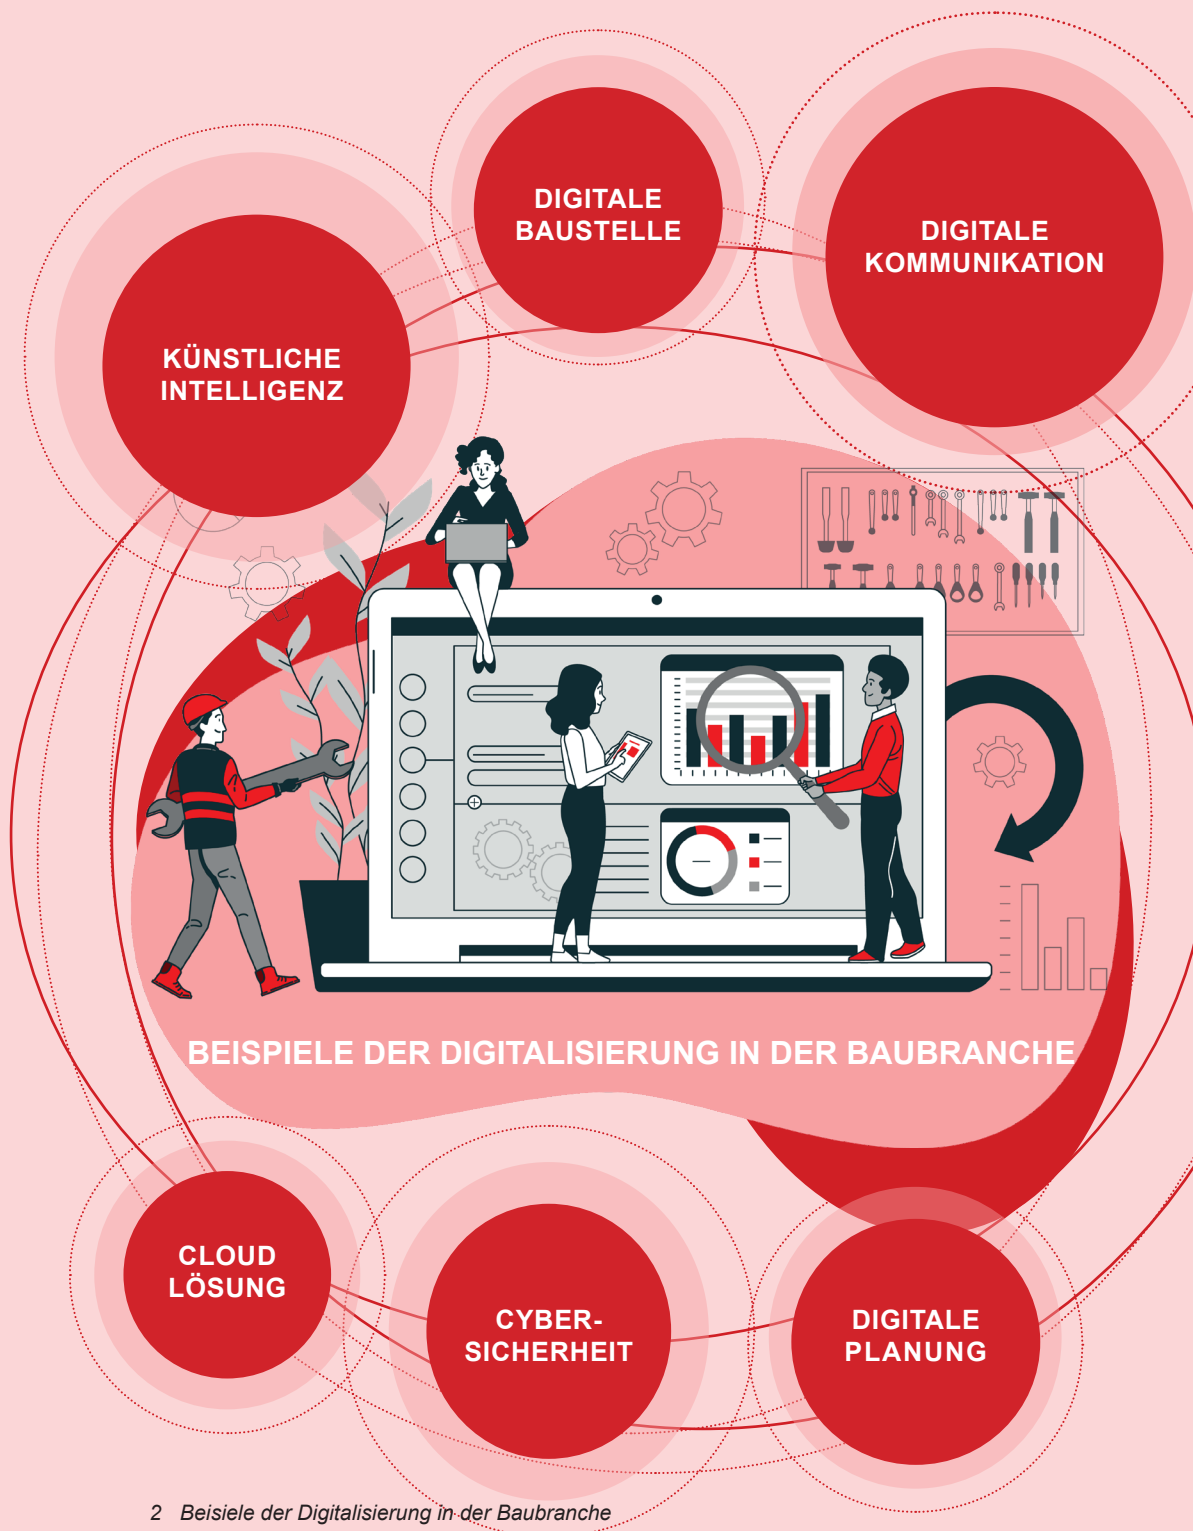 DIGITALE
BAUSTELLE
DIGITALE
KOMMUNIKATION
KÜNSTLICHE
INTELLIGENZ
BEISPIELE DER DIGITALISIERUNG IN DER BAUBRANCHE
CLOUD
LÖSUNG
CYBER-
SICHERHEIT
DIGITALE
PLANUNG
2 Beisiele der Digitalisierung in der Baubranche